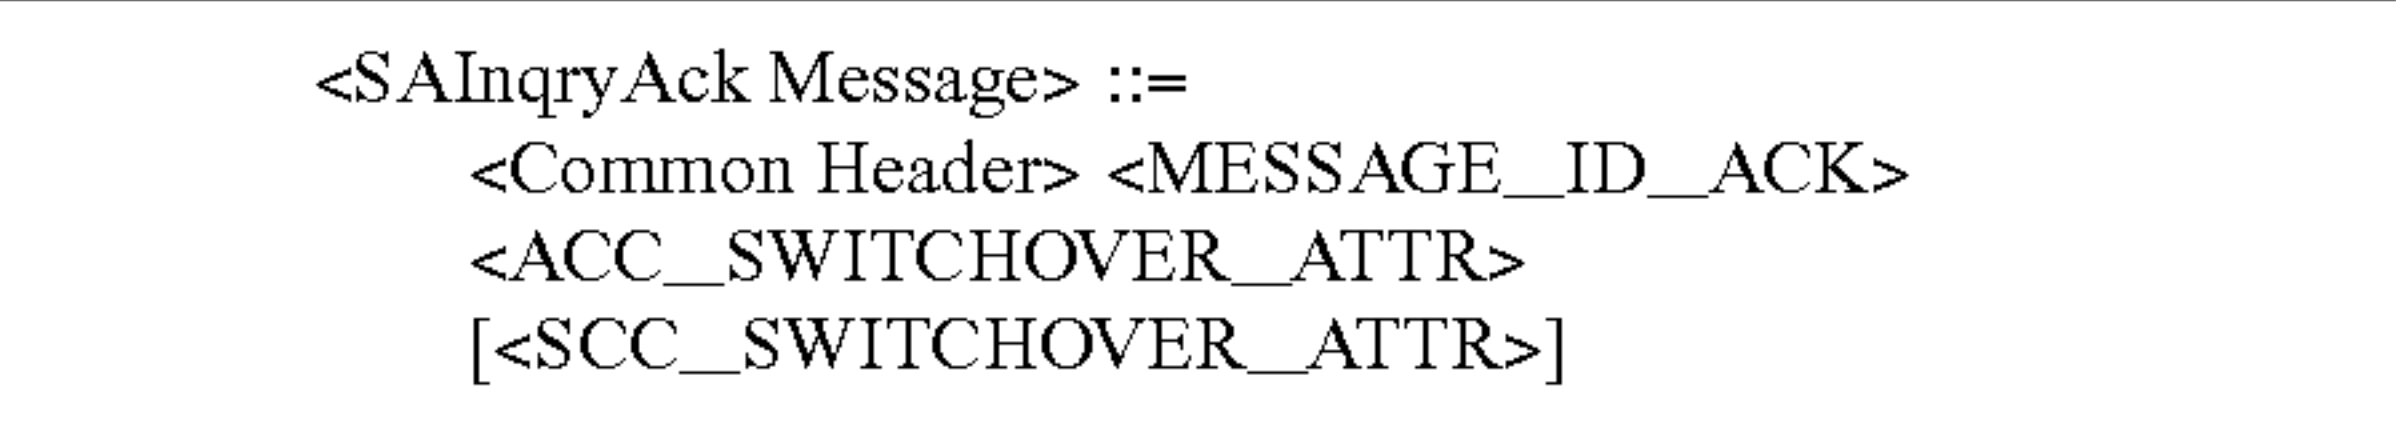 <SAInqryAck Message> ::=
<Common Header> <MESSAGE_ID_ACK>
<ACC_SWITCHOVER_ATTR>
[<SCC_SWITCHOVER_ATTR>]